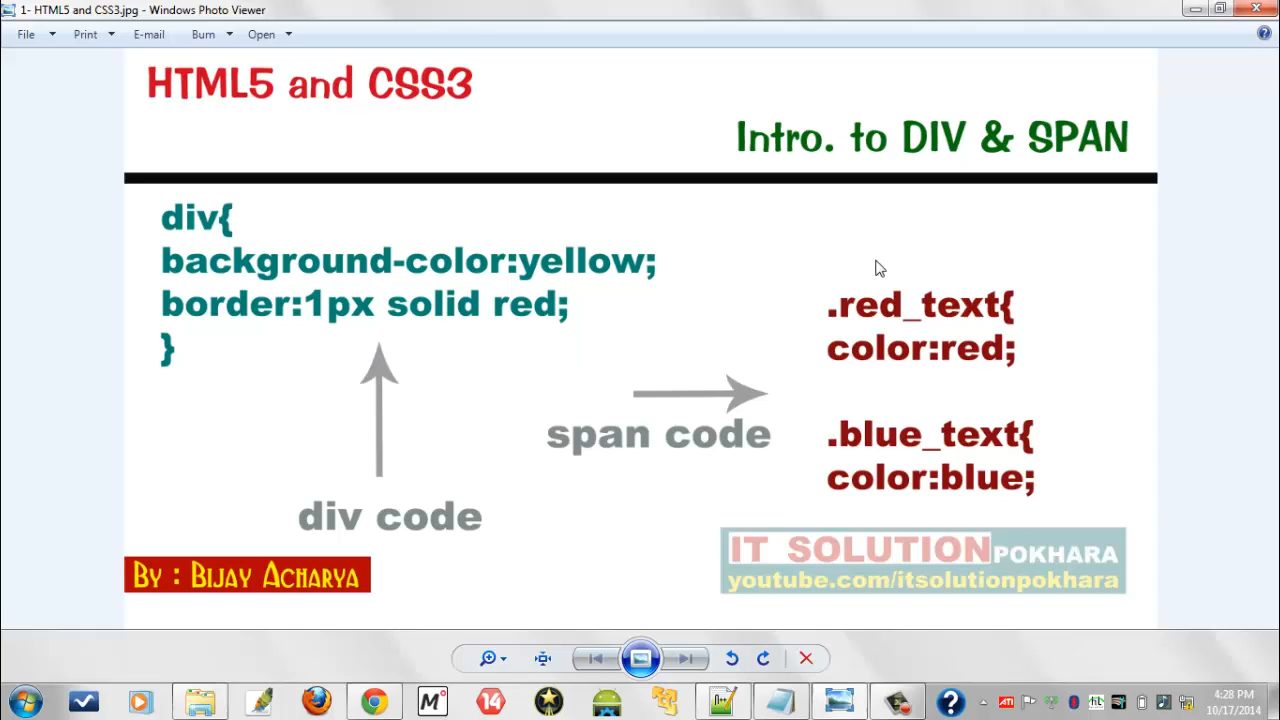 1- HTML5 and CSS3.jpg - Windows Photo Viewer
File Print E-mail Burn Open
HTML5 and CSS3
Intro. to DIV & SPAN
div{
background-color:yellow;
border:1px solid red;
}
.red_text{
color:red;
span code
.blue_text{
color:blue;
div code
By : Bijay Acharya
IT SOLUTION POKHARA
youtube.com/itsolutionpokhara
4:28 PM
10/17/2014